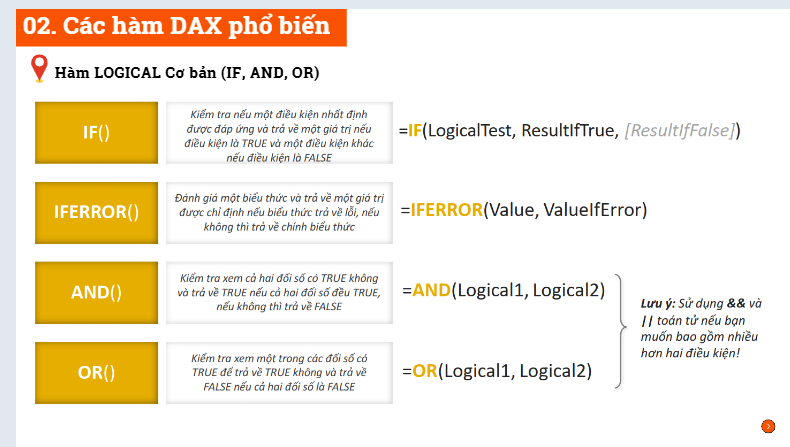 02. Các hàm DAX phổ biến
Hàm LOGICAL Cơ bản (IF, AND, OR)
IF()
Kiểm tra nếu một điều kiện nhất định
được đáp ứng và trả về một giá trị nếu
điều kiện là TRUE và một điều kiện khác
nếu điều kiện là FALSE
=IF(LogicalTest, ResultIfTrue, [ResultIfFalse])
IFERROR()
Đánh giá một biểu thức và trả về một giá trị
được chỉ định nếu biểu thức trả về lỗi, nếu
không thì trả về chính biểu thức
=IFERROR(Value, ValueIfError)
AND()
Kiểm tra xem cả hai đối số có TRUE không
và trả về TRUE nếu cả hai đối số đều TRUE,
nếu không thì trả về FALSE
=AND(Logical1, Logical2)
OR()
Kiểm tra xem một trong các đối số có
TRUE để trả về TRUE không và trả về
FALSE nếu cả hai đối số là FALSE
=OR(Logical1, Logical2)
Lưu ý: Sử dụng && và
|| toán tử nếu bạn
muốn bao gồm nhiều
hơn hai điều kiện!